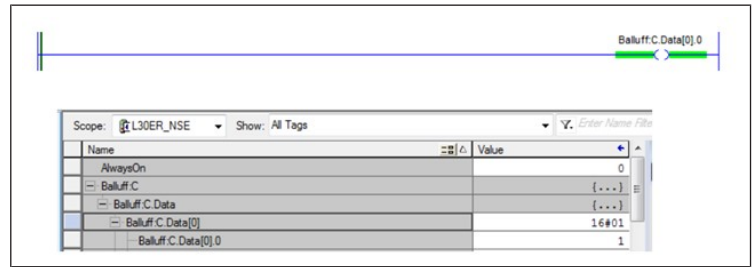 Balluff:C.Data[0].0
Scope: L30ER_NSE Show: All Tags Enter Name Filte
Name Value
AlwaysOn 0
Balluff:C {...}
Balluff:C.Data {...}
Balluff:C.Data[0] 16#01
Balluff:C.Data[0].0 1